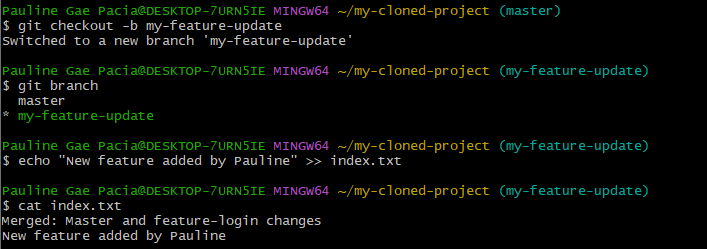 Pauline Gae Pacia@DESKTOP-7URN5IE MINGW64 ~/my-cloned-project (master)
$ git checkout -b my-feature-update
Switched to a new branch 'my-feature-update'
Pauline Gae Pacia@DESKTOP-7URN5IE MINGW64 ~/my-cloned-project (my-feature-update)
$ git branch
  master
* my-feature-update
Pauline Gae Pacia@DESKTOP-7URN5IE MINGW64 ~/my-cloned-project (my-feature-update)
$ echo "New feature added by Pauline" >> index.txt
Pauline Gae Pacia@DESKTOP-7URN5IE MINGW64 ~/my-cloned-project (my-feature-update)
$ cat index.txt
Merged: Master and feature-login changes
New feature added by Pauline